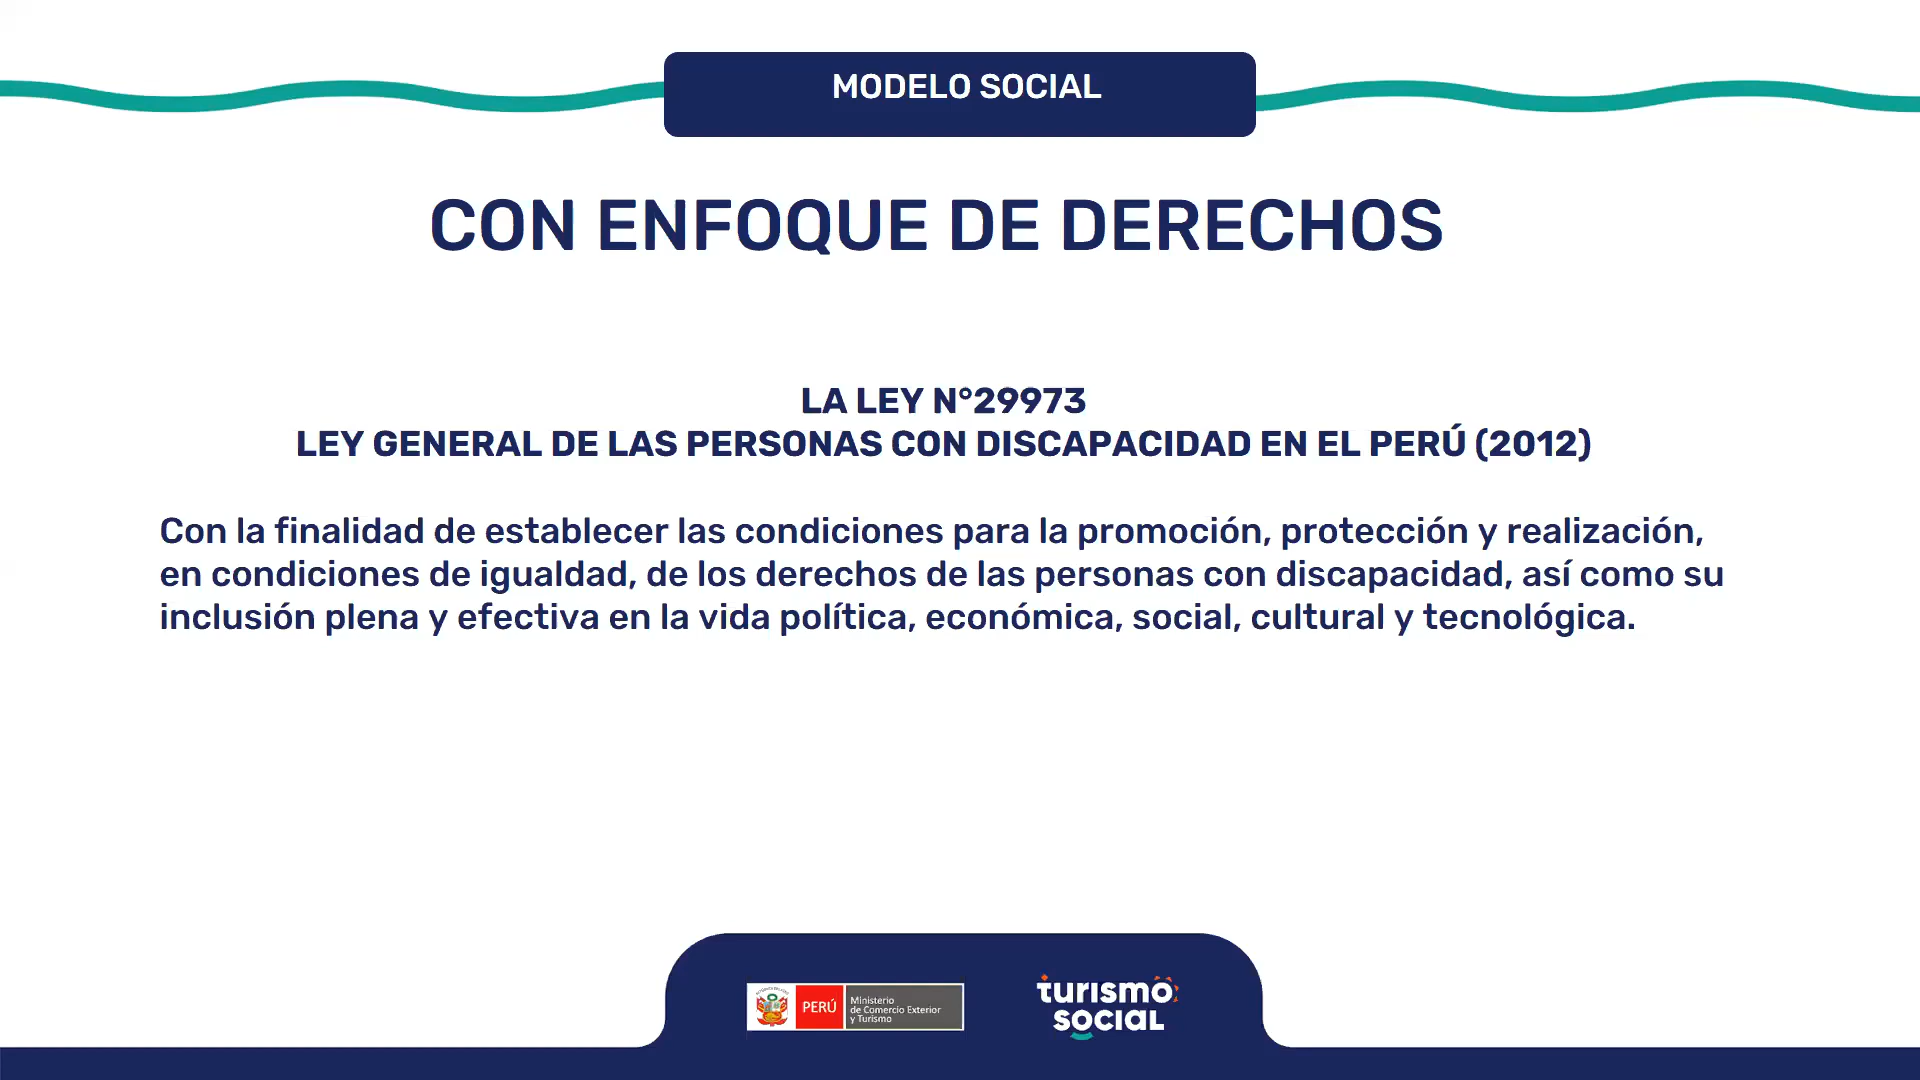 MODELO SOCIAL
CON ENFOQUE DE DERECHOS
LA LEY N°29973
LEY GENERAL DE LAS PERSONAS CON DISCAPACIDAD EN EL PERÚ (2012)
Con la finalidad de establecer las condiciones para la promoción, protección y realización,
en condiciones de igualdad, de los derechos de las personas con discapacidad, así como su
inclusión plena y efectiva en la vida política, económica, social, cultural y tecnológica.
PERÚ
Ministerio
de Comercio Exterior
y Turismo
turismo
social